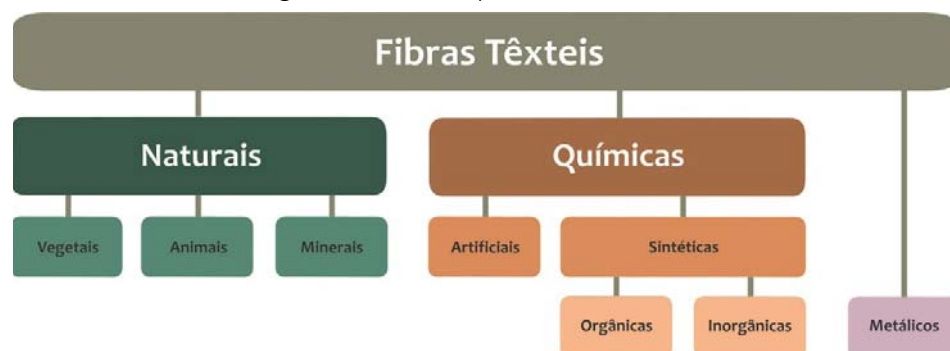 Fibras Têxteis
Naturais
Químicas
Vegetais
Animais
Minerais
Artificiais
Sintéticas
Orgânicas
Inorgânicas
Metálicos